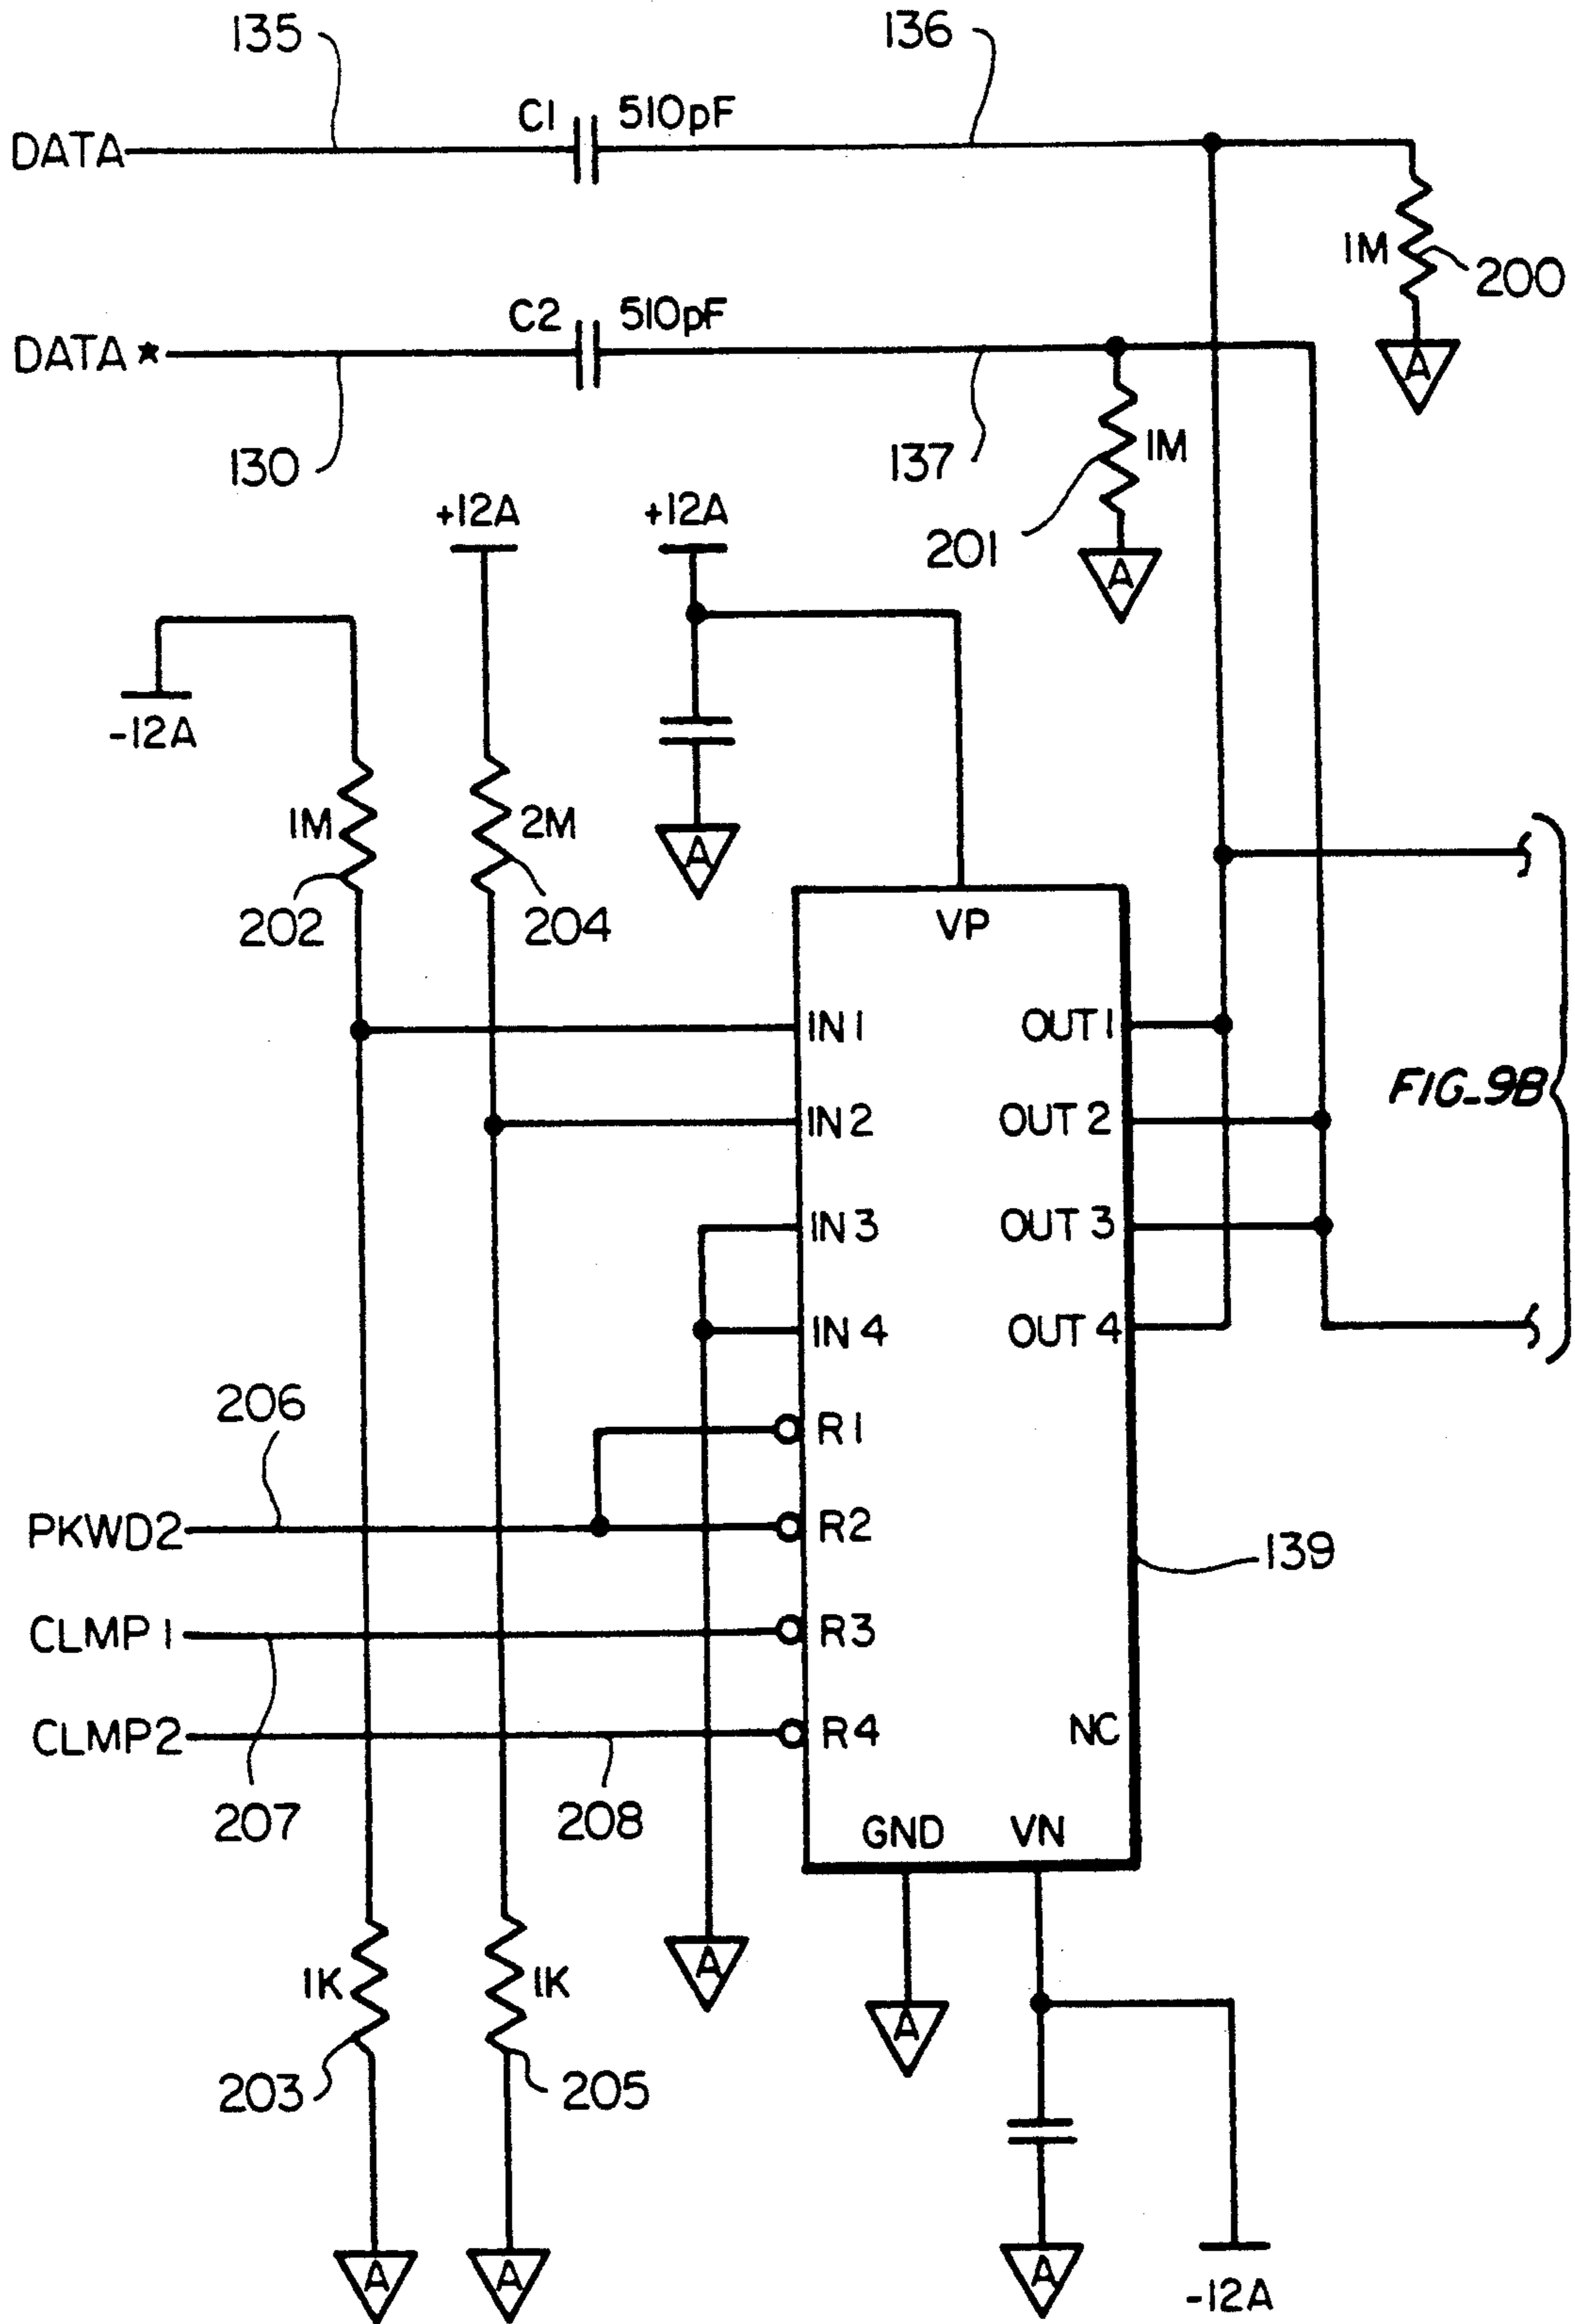 135
136
C1 510pF
DATA
1M
200
A
C2 510pF
DATA★
130
137
1M
201
A
+12A
+12A
-12A
1M
2M
A
202
204
VP
IN1
OUT1
IN2
OUT2
FIG_9B
IN3
OUT3
IN4
OUT4
206
R1
PKWD2
R2
139
CLMP1
R3
CLMP2
R4
NC
207
208
GND
VN
A
1K
1K
A
203
205
A
A
A
-12A